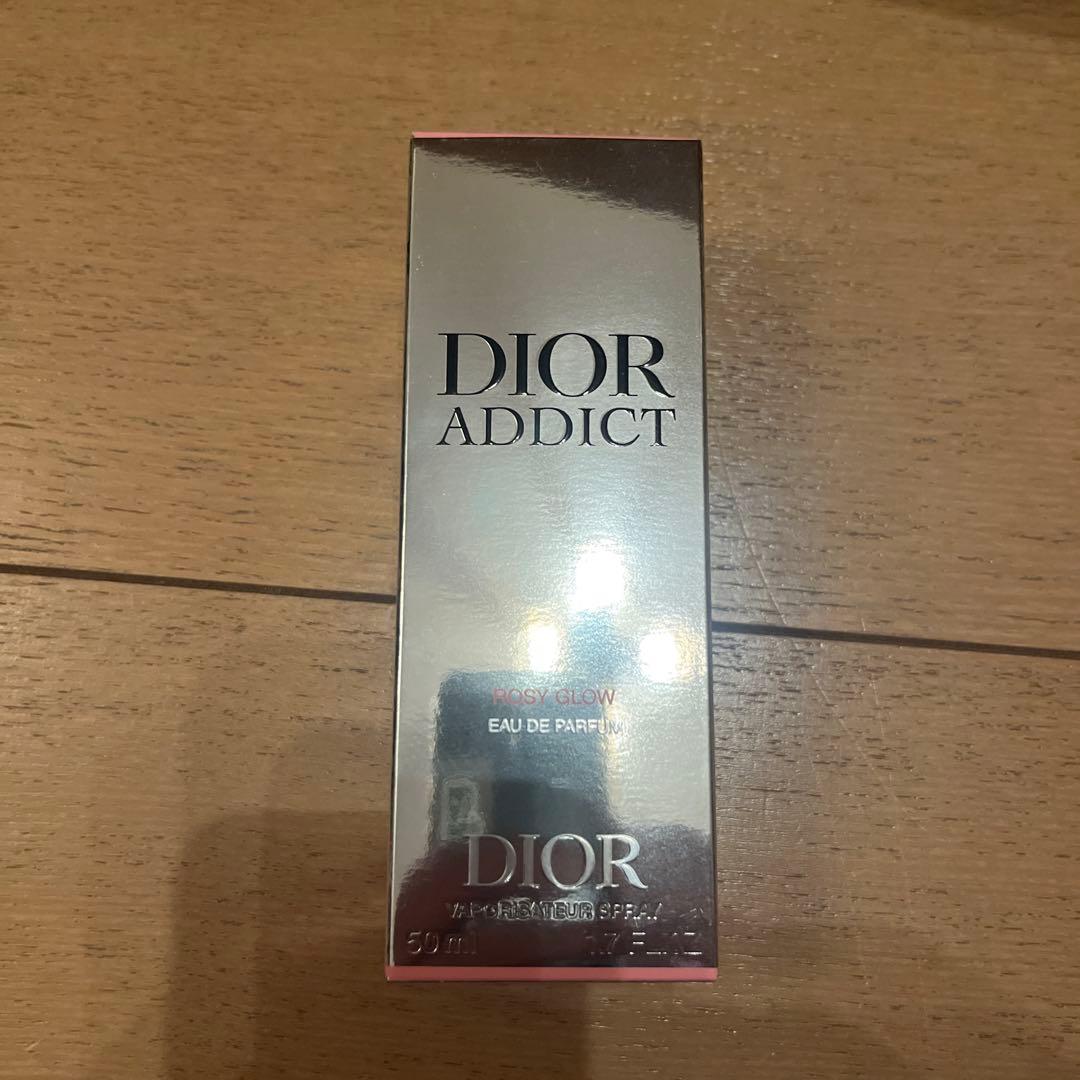 DIOR
ADDICT
ROSY GLOW
EAU DE PARFUM
DIOR
VAPORISATEUR SPRAY
50 ml 1.7 FL.OZ